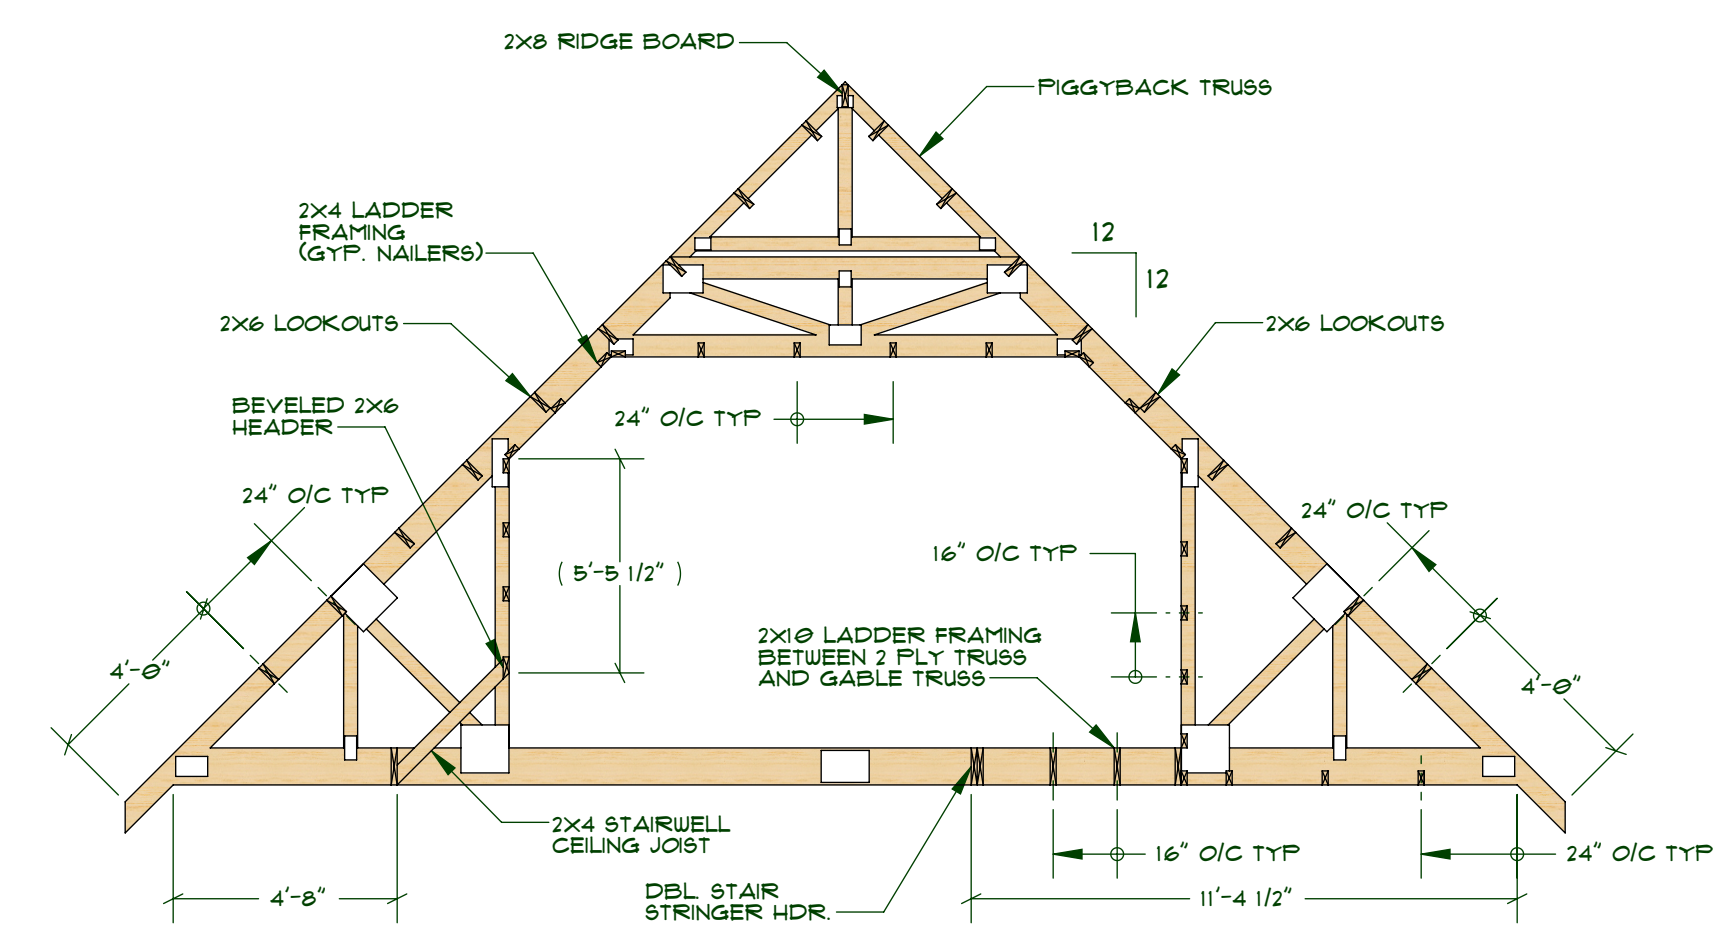 2X8 RIDGE BOARD
PIGGYBACK TRUSS
2X4 LADDER
FRAMING
(GYP. NAILERS)
12
12
2X6 LOOKOUTS
2X6 LOOKOUTS
BEVELED 2X6
HEADER
24" O/C TYP
24" O/C TYP
24" O/C TYP
( 5'-5 1/2" )
16" O/C TYP
2X10 LADDER FRAMING
BETWEEN 2 PLY TRUSS
AND GABLE TRUSS
4'-0"
4'-0"
2X4 STAIRWELL
CEILING JOIST
16" O/C TYP
24" O/C TYP
4'-8"
DBL. STAIR
STRINGER HDR.
11'-4 1/2"